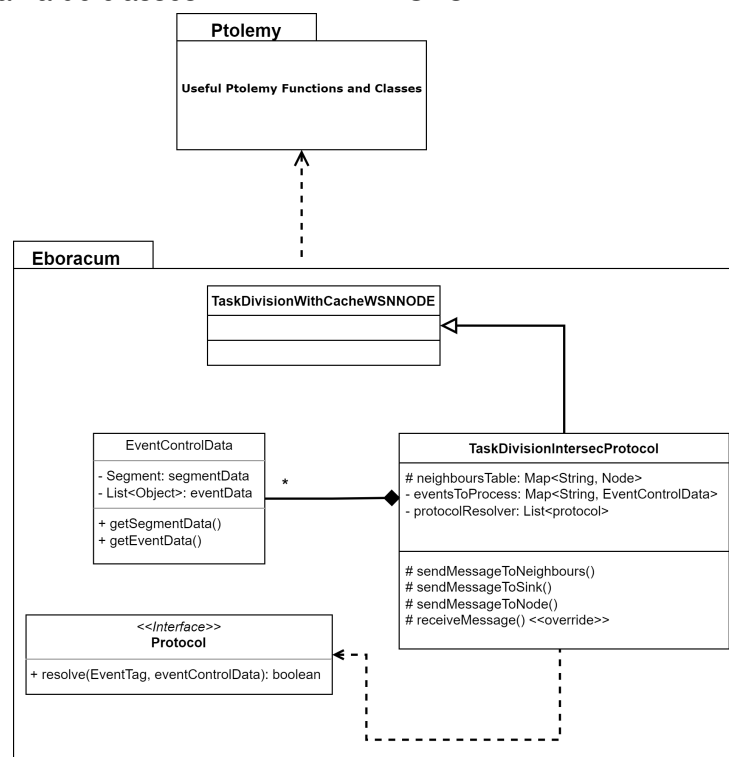 Ptolemy
Useful Ptolemy Functions and Classes
Eboracum
TaskDivisionWithCacheWSNNODE
EventControlData
- Segment: segmentData
- List<Object>: eventData
+ getSegmentData()
+ getEventData()
*
TaskDivisionIntersecProtocol
# neighboursTable: Map<String, Node>
- eventsToProcess: Map<String, EventControlData>
- protocolResolver: List<protocol>
# sendMessageToNeighbours()
# sendMessageToSink()
# sendMessageToNode()
# receiveMessage() <<override>>
<<Interface>>
Protocol
+ resolve(EventTag, eventControlData): boolean